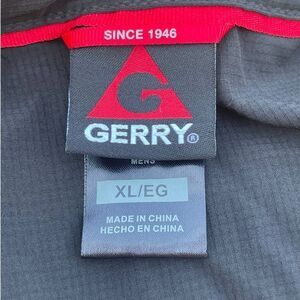 SINCE 1946
G
GERRY®
MENS
XL/EG
MADE IN CHINA
HECHO EN CHINA